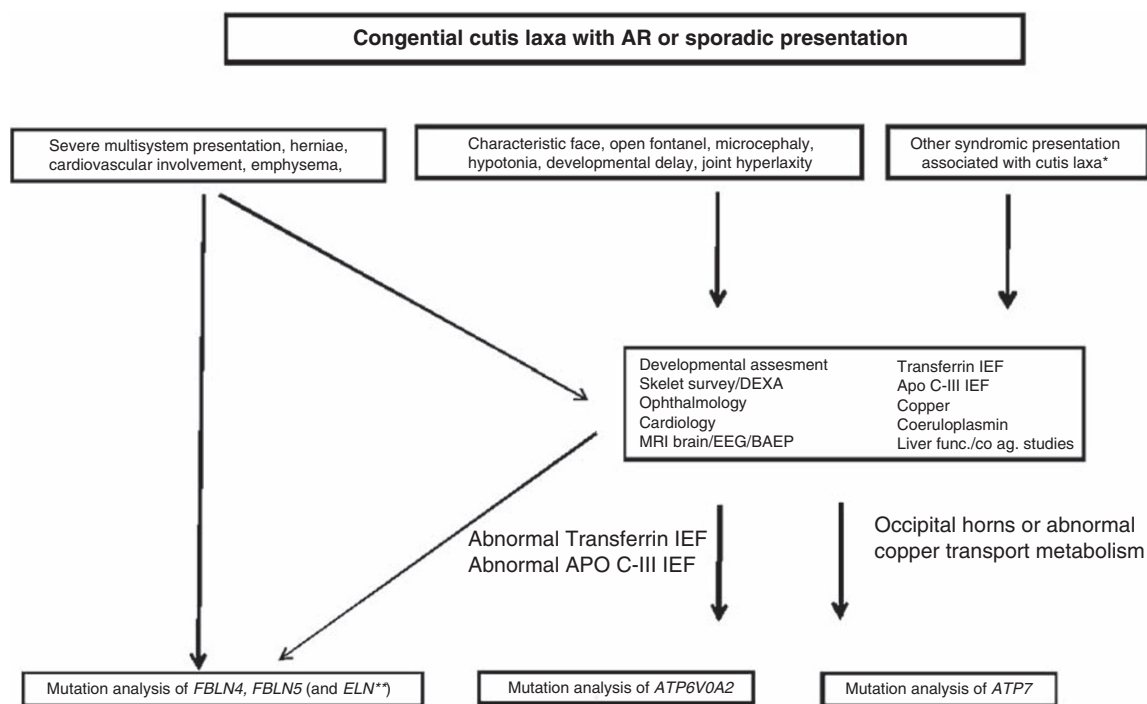 Congential cutis laxa with AR or sporadic presentation
Severe multisystem presentation, herniae,
cardiovascular involvement, emphysema,
Characteristic face, open fontanel, microcephaly,
hypotonia, developmental delay, joint hyperlaxity
Other syndromic presentation
associated with cutis laxa*
Developmental assesment
Skelet survey/DEXA
Ophthalmology
Cardiology
MRI brain/EEG/BAEP
Transferrin IEF
Apo C-III IEF
Copper
Coeruloplasmin
Liver func./co ag. studies
Abnormal Transferrin IEF
Abnormal APO C-III IEF
Occipital horns or abnormal
copper transport metabolism
Mutation analysis of FBLN4, FBLN5 (and ELN**)
Mutation analysis of ATP6V0A2
Mutation analysis of ATP7